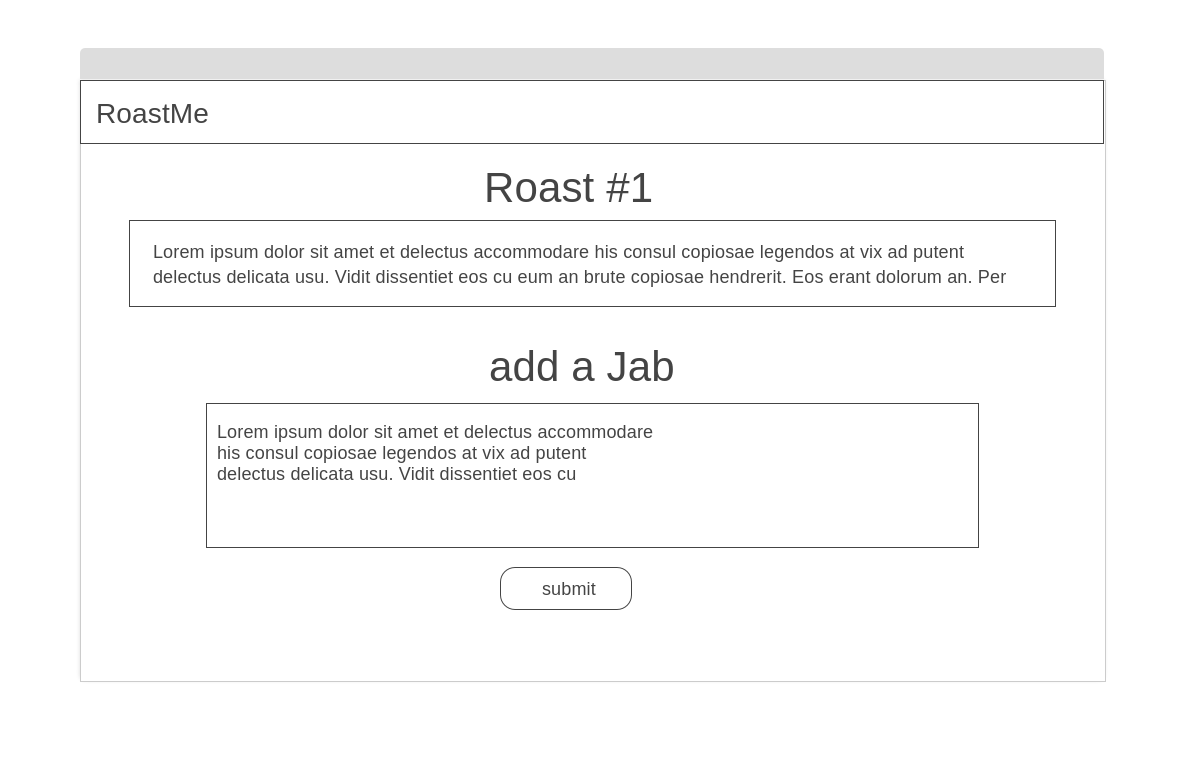 RoastMe
Roast #1
Lorem ipsum dolor sit amet et delectus accommodare his consul copiosae legendos at vix ad putent
delectus delicata usu. Vidit dissentiet eos cu eum an brute copiosae hendrerit. Eos erant dolorum an. Per
add a Jab
Lorem ipsum dolor sit amet et delectus accommodare
his consul copiosae legendos at vix ad putent
delectus delicata usu. Vidit dissentiet eos cu
submit